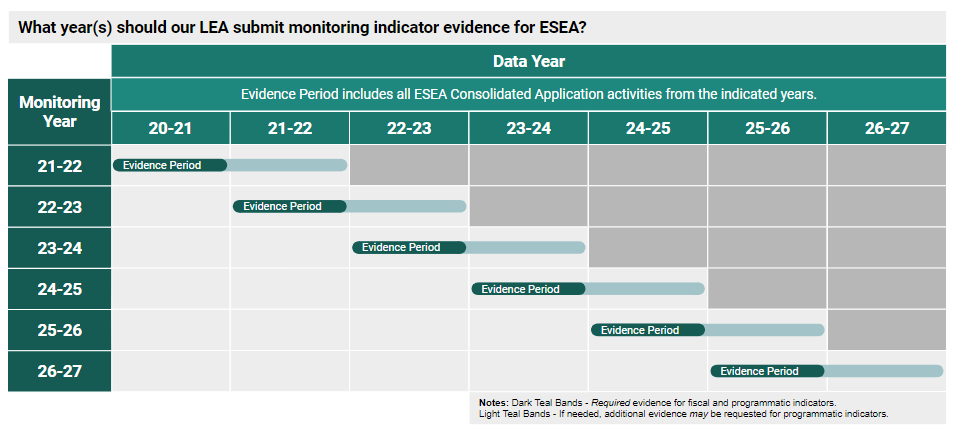 What year(s) should our LEA submit monitoring indicator evidence for ESEA?
Data Year
Monitoring
Year
Evidence Period includes all ESEA Consolidated Application activities from the indicated years.
20-21 21-22 22-23 23-24 24-25 25-26 26-27
21-22 Evidence Period
22-23 Evidence Period
23-24 Evidence Period
24-25 Evidence Period
25-26 Evidence Period
26-27 Evidence Period
Notes: Dark Teal Bands - Required evidence for fiscal and programmatic indicators.
Light Teal Bands - If needed, additional evidence may be requested for programmatic indicators.